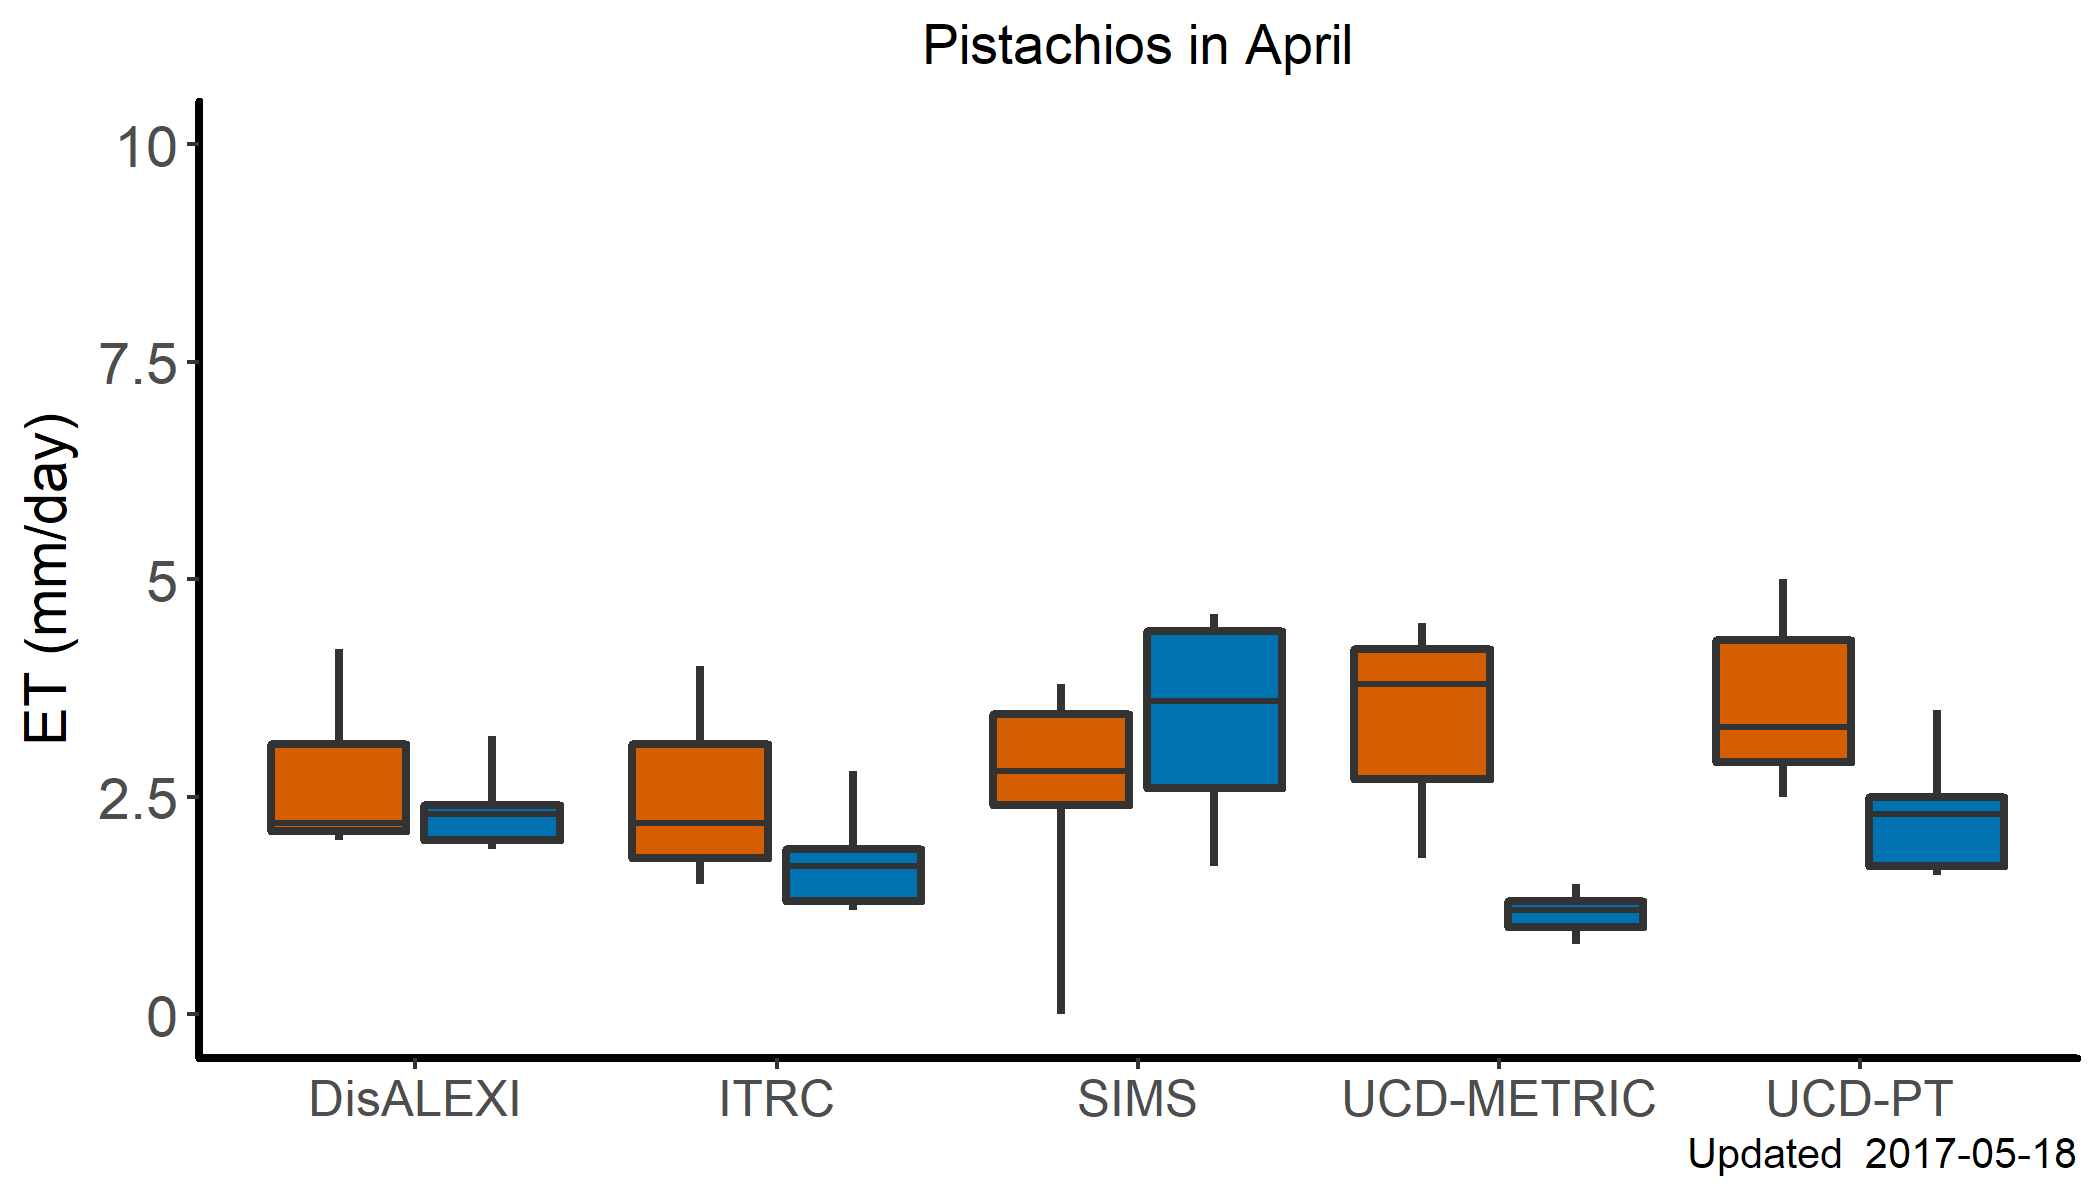 Pistachios in April
ET (mm/day)
10
7.5
5
2.5
0
DisALEXI ITRC SIMS UCD-METRIC UCD-PT
Updated 2017-05-18